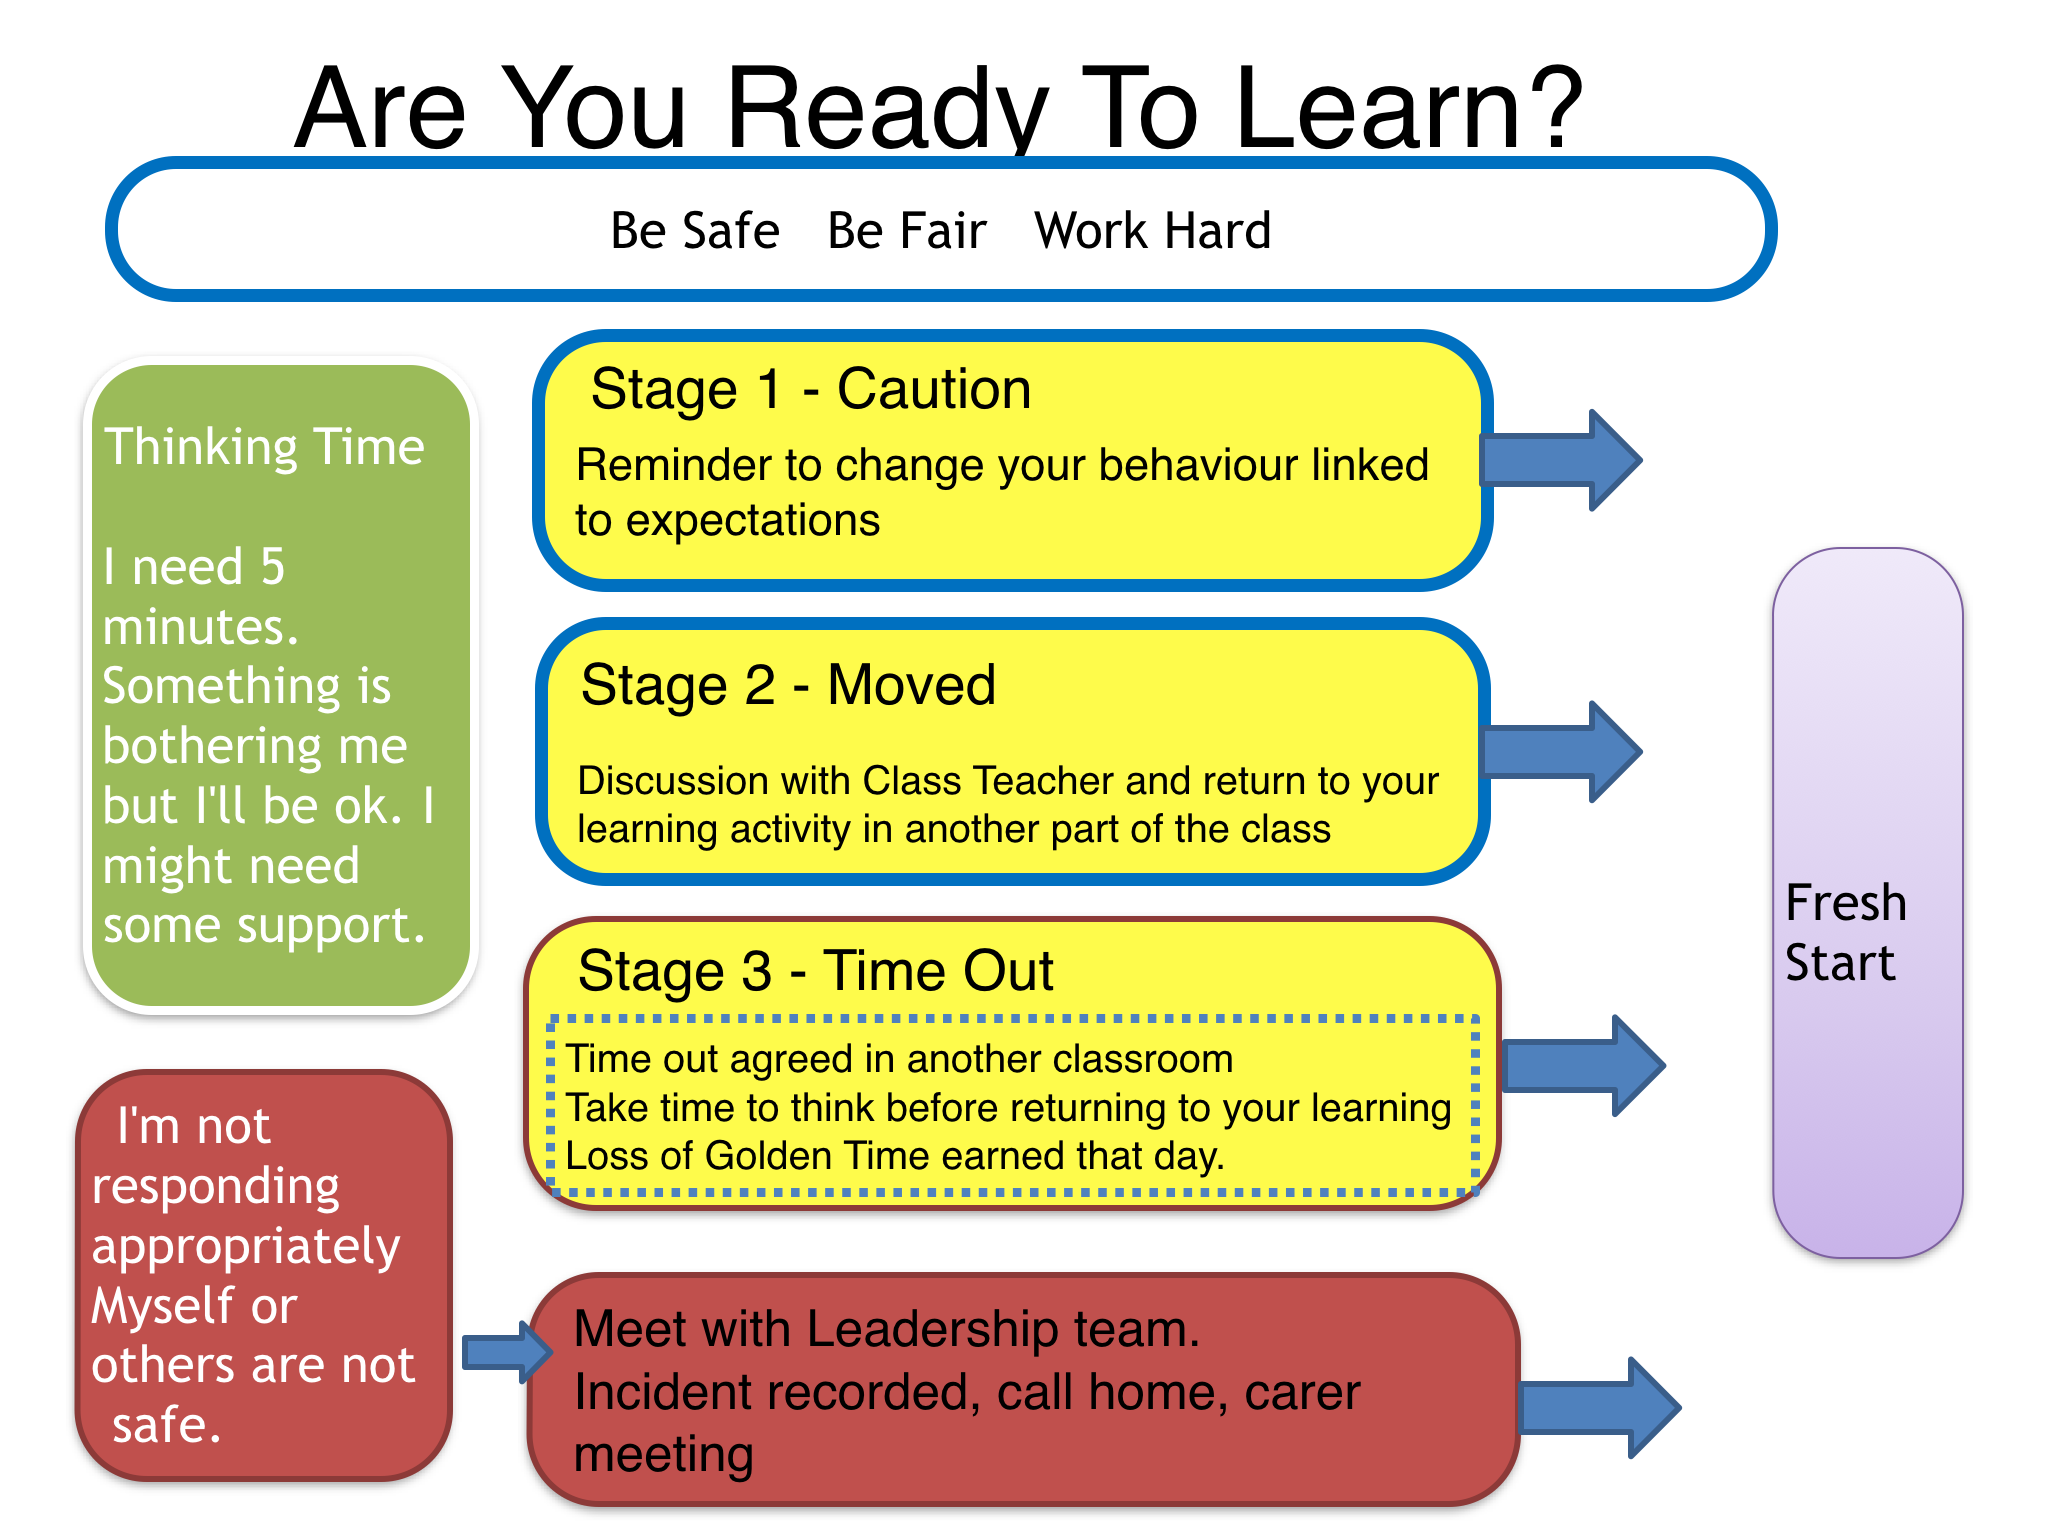 Are You Ready To Learn?
Be Safe   Be Fair   Work Hard
Thinking Time
I need 5
minutes.
Something is
bothering me
but I'll be ok. I
might need
some support.
Stage 1 - Caution
Reminder to change your behaviour linked
to expectations
Stage 2 - Moved
Discussion with Class Teacher and return to your
learning activity in another part of the class
Stage 3 - Time Out
Time out agreed in another classroom
Take time to think before returning to your learning
Loss of Golden Time earned that day.
I'm not
responding
appropriately
Myself or
others are not
safe.
Meet with Leadership team.
Incident recorded, call home, carer
meeting
Fresh
Start